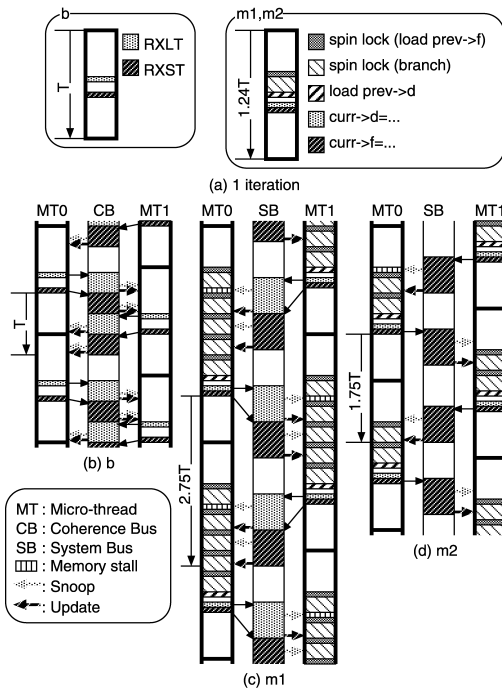 b
m1,m2
T
RXLT
RXST
1.24T
spin lock (load prev->f)
spin lock (branch)
load prev->d
curr->d=...
curr->f=...
(a) 1 iteration
MT0 CB MT1
T
(b) b
MT0 SB MT1
2.75T
(c) m1
MT0 SB MT1
1.75T
(d) m2
MT : Micro-thread
CB : Coherence Bus
SB : System Bus
: Memory stall
: Snoop
: Update